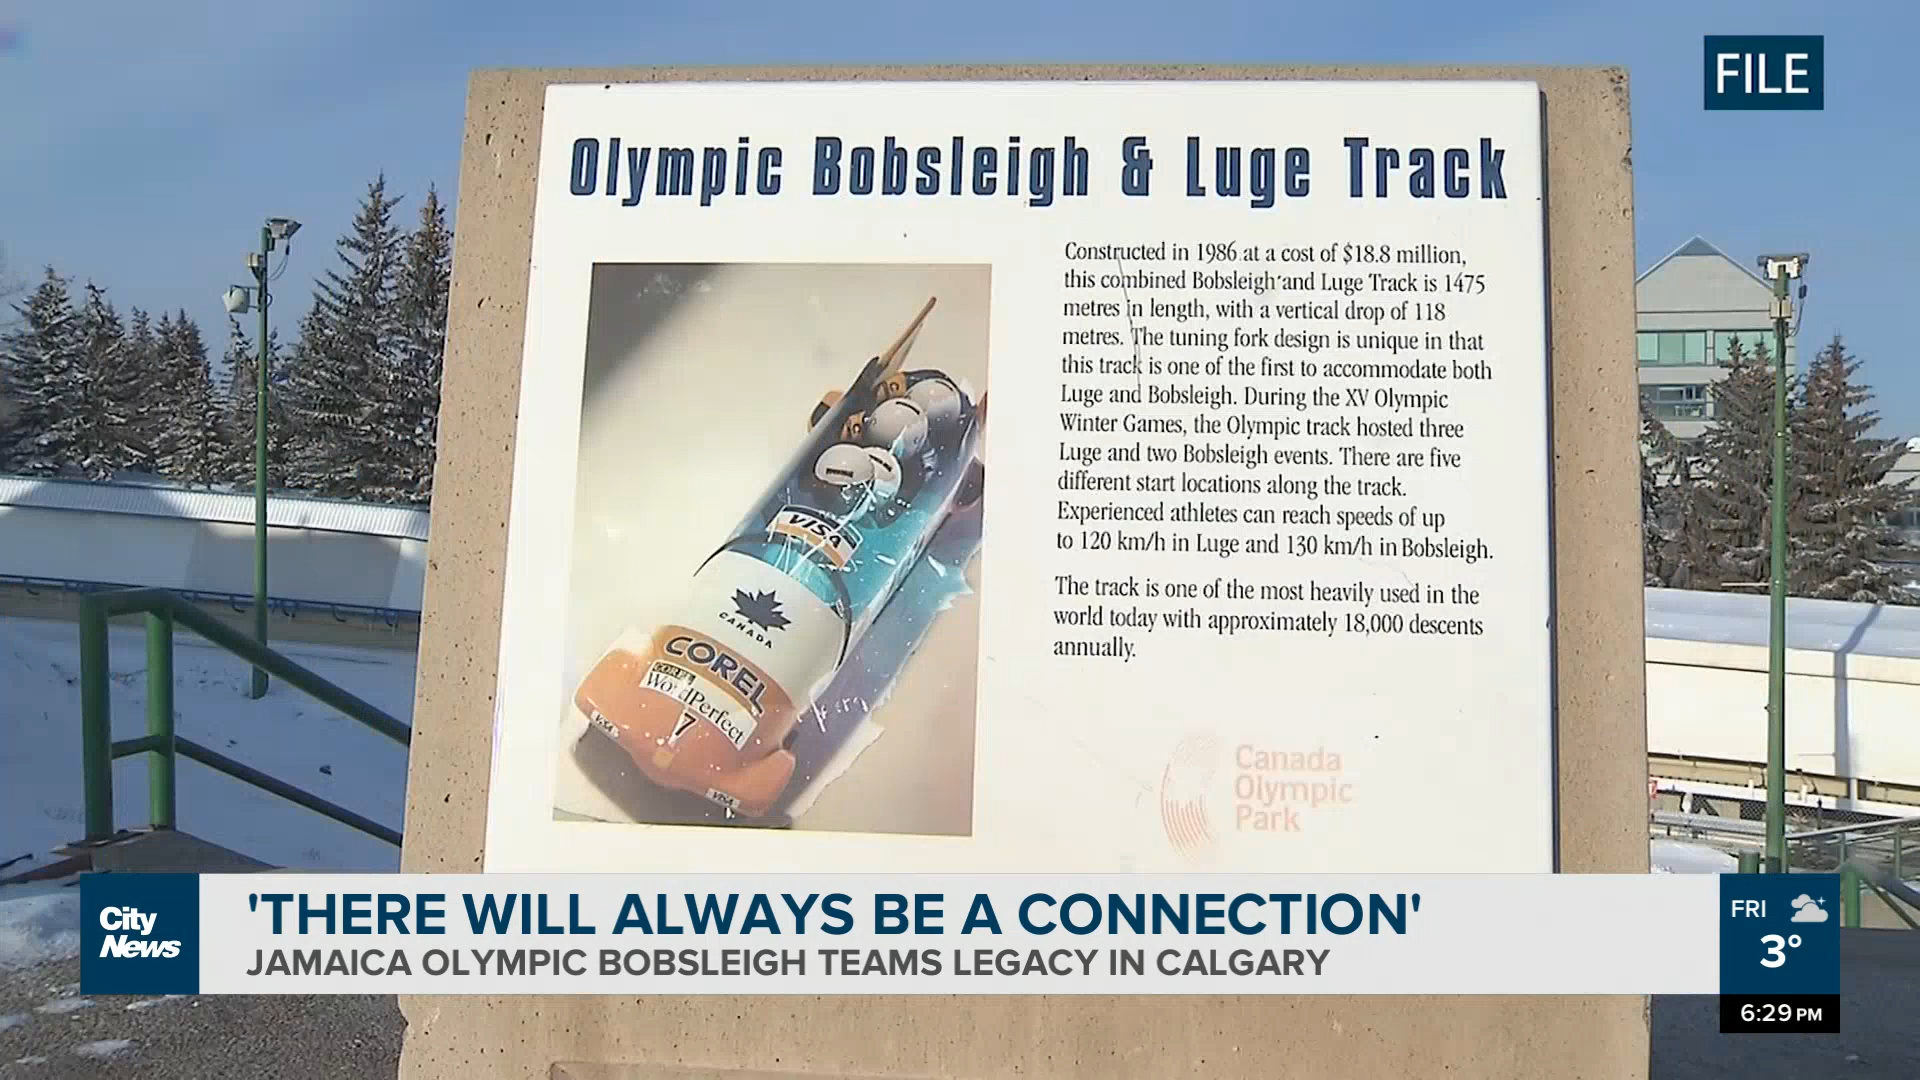 FILE
Olympic Bobsleigh & Luge Track
Constructed in 1986 at a cost of $18.8 million,
this combined Bobsleigh and Luge Track is 1475
metres in length, with a vertical drop of 118
metres. The tuning fork design is unique in that
this track is one of the first to accommodate both
Luge and Bobsleigh. During the XV Olympic
Winter Games, the Olympic track hosted three
Luge and two Bobsleigh events. There are five
different start locations along the track.
Experienced athletes can reach speeds of up
to 120 km/h in Luge and 130 km/h in Bobsleigh.
The track is one of the most heavily used in the
world today with approximately 18,000 descents
annually.
VISA
CANADA
COREL
COREL
WordPerfect
7
VISA
VISA
Canada
Olympic
Park
City
News
'THERE WILL ALWAYS BE A CONNECTION'
JAMAICA OLYMPIC BOBSLEIGH TEAMS LEGACY IN CALGARY
FRI
3°
6:29 PM